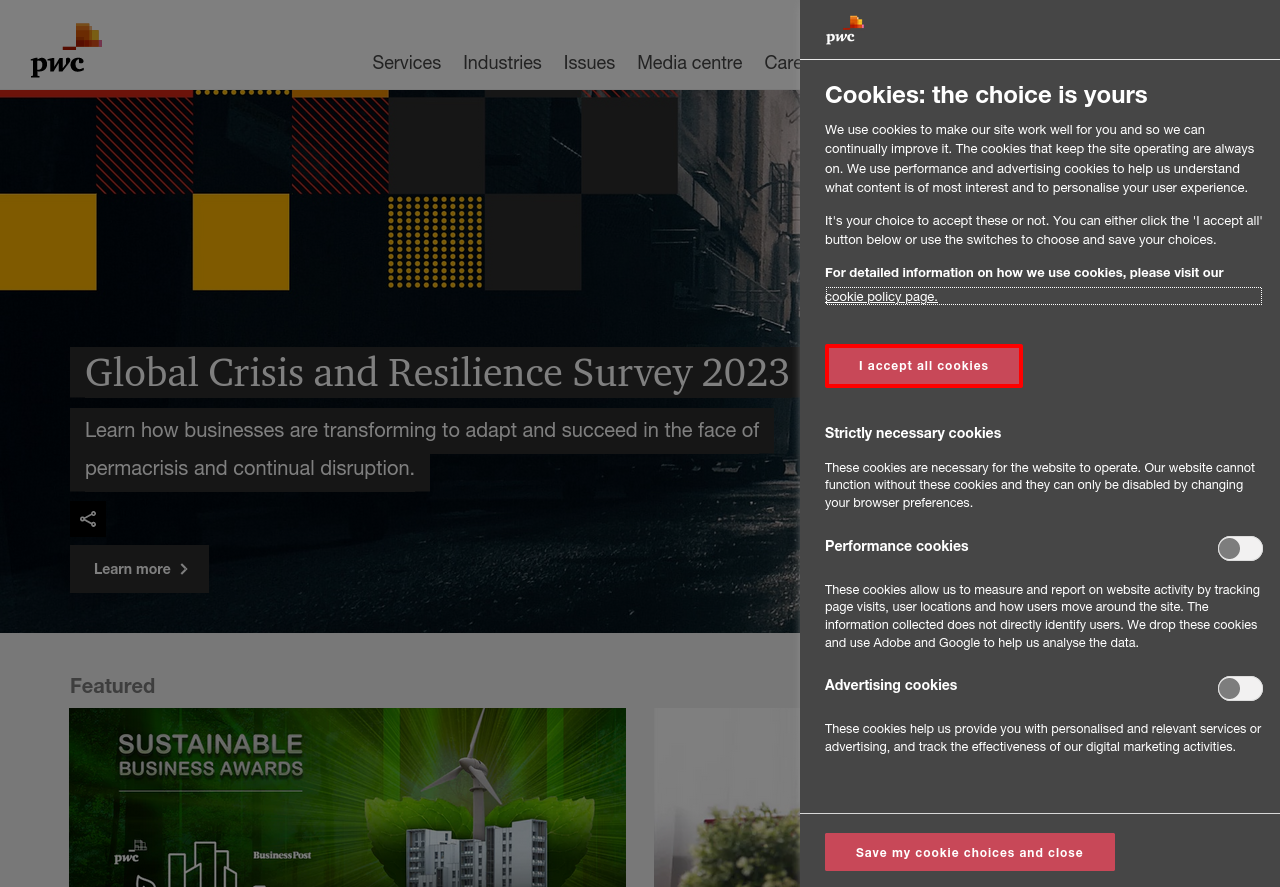 pwc
Services
Industries
Issues
Media centre
Global Crisis and Resilience Survey 2023
Learn how businesses are transforming to adapt and succeed in the face of
permacrisis and continual disruption.
Learn more
Featured
SUSTAINABLE
BUSINESS AWARDS
pwc
Business Post
pwc
Cookies: the choice is yours
We use cookies to make our site work well for you and so we can
continually improve it. The cookies that keep the site operating are always
on. We use performance and advertising cookies to help us understand
what content is of most interest and to personalise your user experience.
It's your choice to accept these or not. You can either click the 'I accept all'
button below or use the switches to choose and save your choices.
For detailed information on how we use cookies, please visit our
cookie policy page.
I accept all cookies
Strictly necessary cookies
These cookies are necessary for the website to operate. Our website cannot
function without these cookies and they can only be disabled by changing
your browser preferences.
Performance cookies
These cookies allow us to measure and report on website activity by tracking
page visits, user locations and how users move around the site. The
information collected does not directly identify users. We drop these cookies
and use Adobe and Google to help us analyse the data.
Advertising cookies
These cookies help us provide you with personalised and relevant services or
advertising, and track the effectiveness of our digital marketing activities.
Save my cookie choices and close